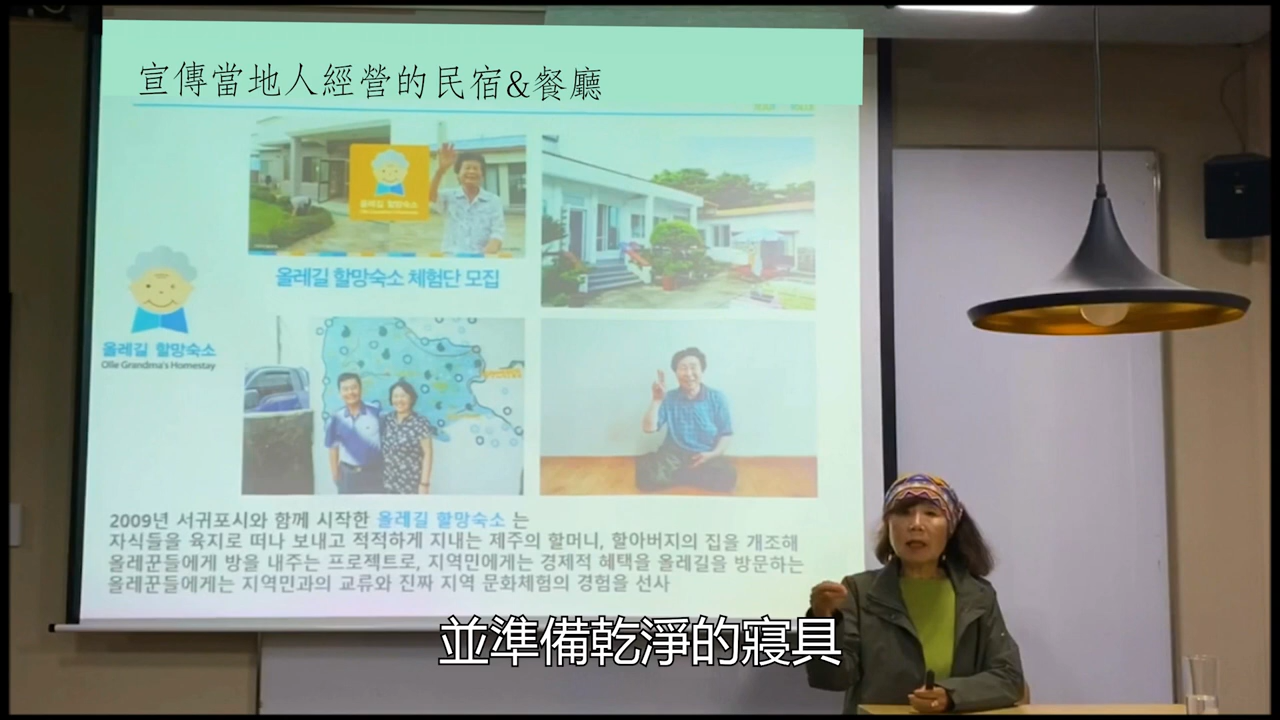 宣傳當地人經營的民宿&餐廳
올레길 할망숙소
올레길 할망숙소 체험단 모집
올레길 할망숙소
Olle Grandma's Homestay
2009년 서귀포시와 함께 시작한 올레길 할망숙소 는
자식들을 육지로 떠나 보내고 적적하게 지내는 제주의 할머니, 할아버지의 집을 개조해
올레꾼들에게 방을 내주는 프로젝트로, 지역민에게는 경제적 혜택을 올레길을 방문하는
올레꾼들에게는 지역민과의 교류와 진짜 지역 문화체험의 경험을 선사
並準備乾淨的寢具